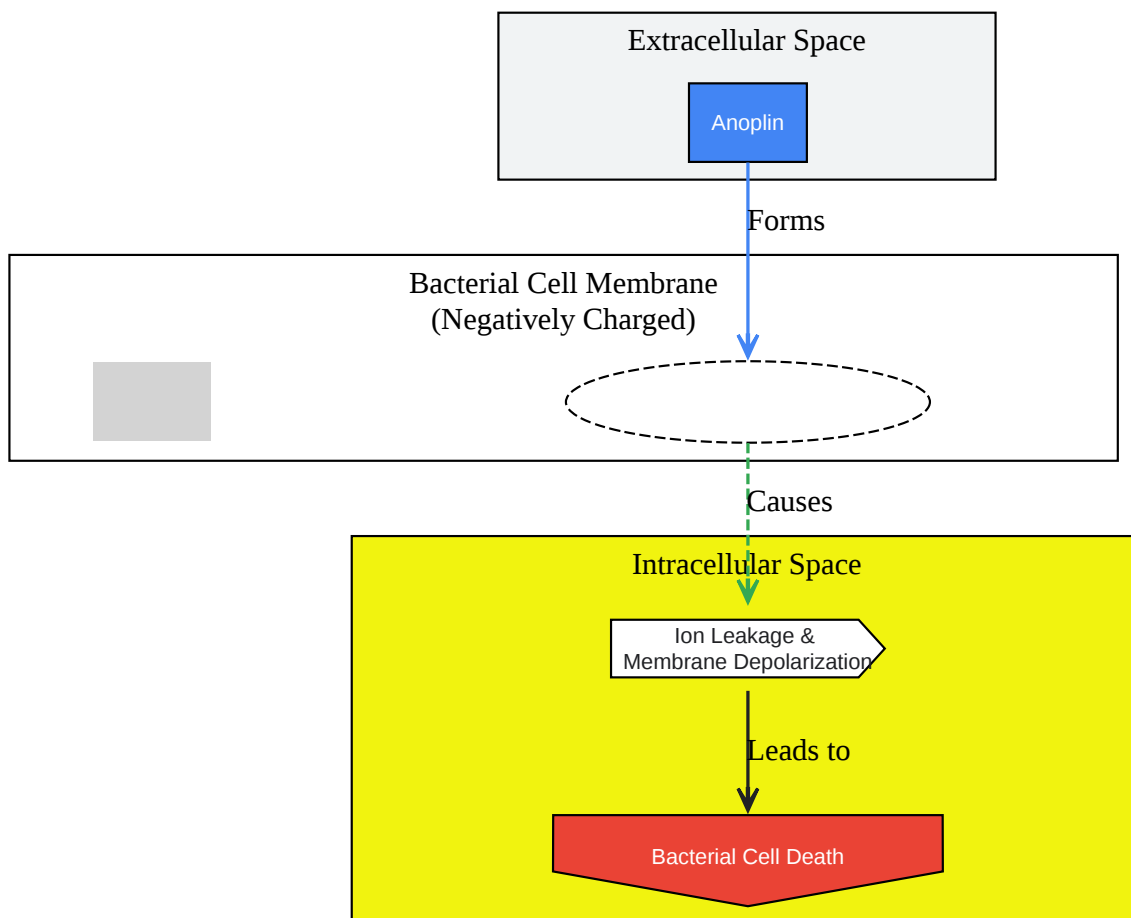 Extracellular Space
Anoplin
Forms
Bacterial Cell Membrane
(Negatively Charged)
Causes
Intracellular Space
Ion Leakage &
Membrane Depolarization
Leads to
Bacterial Cell Death